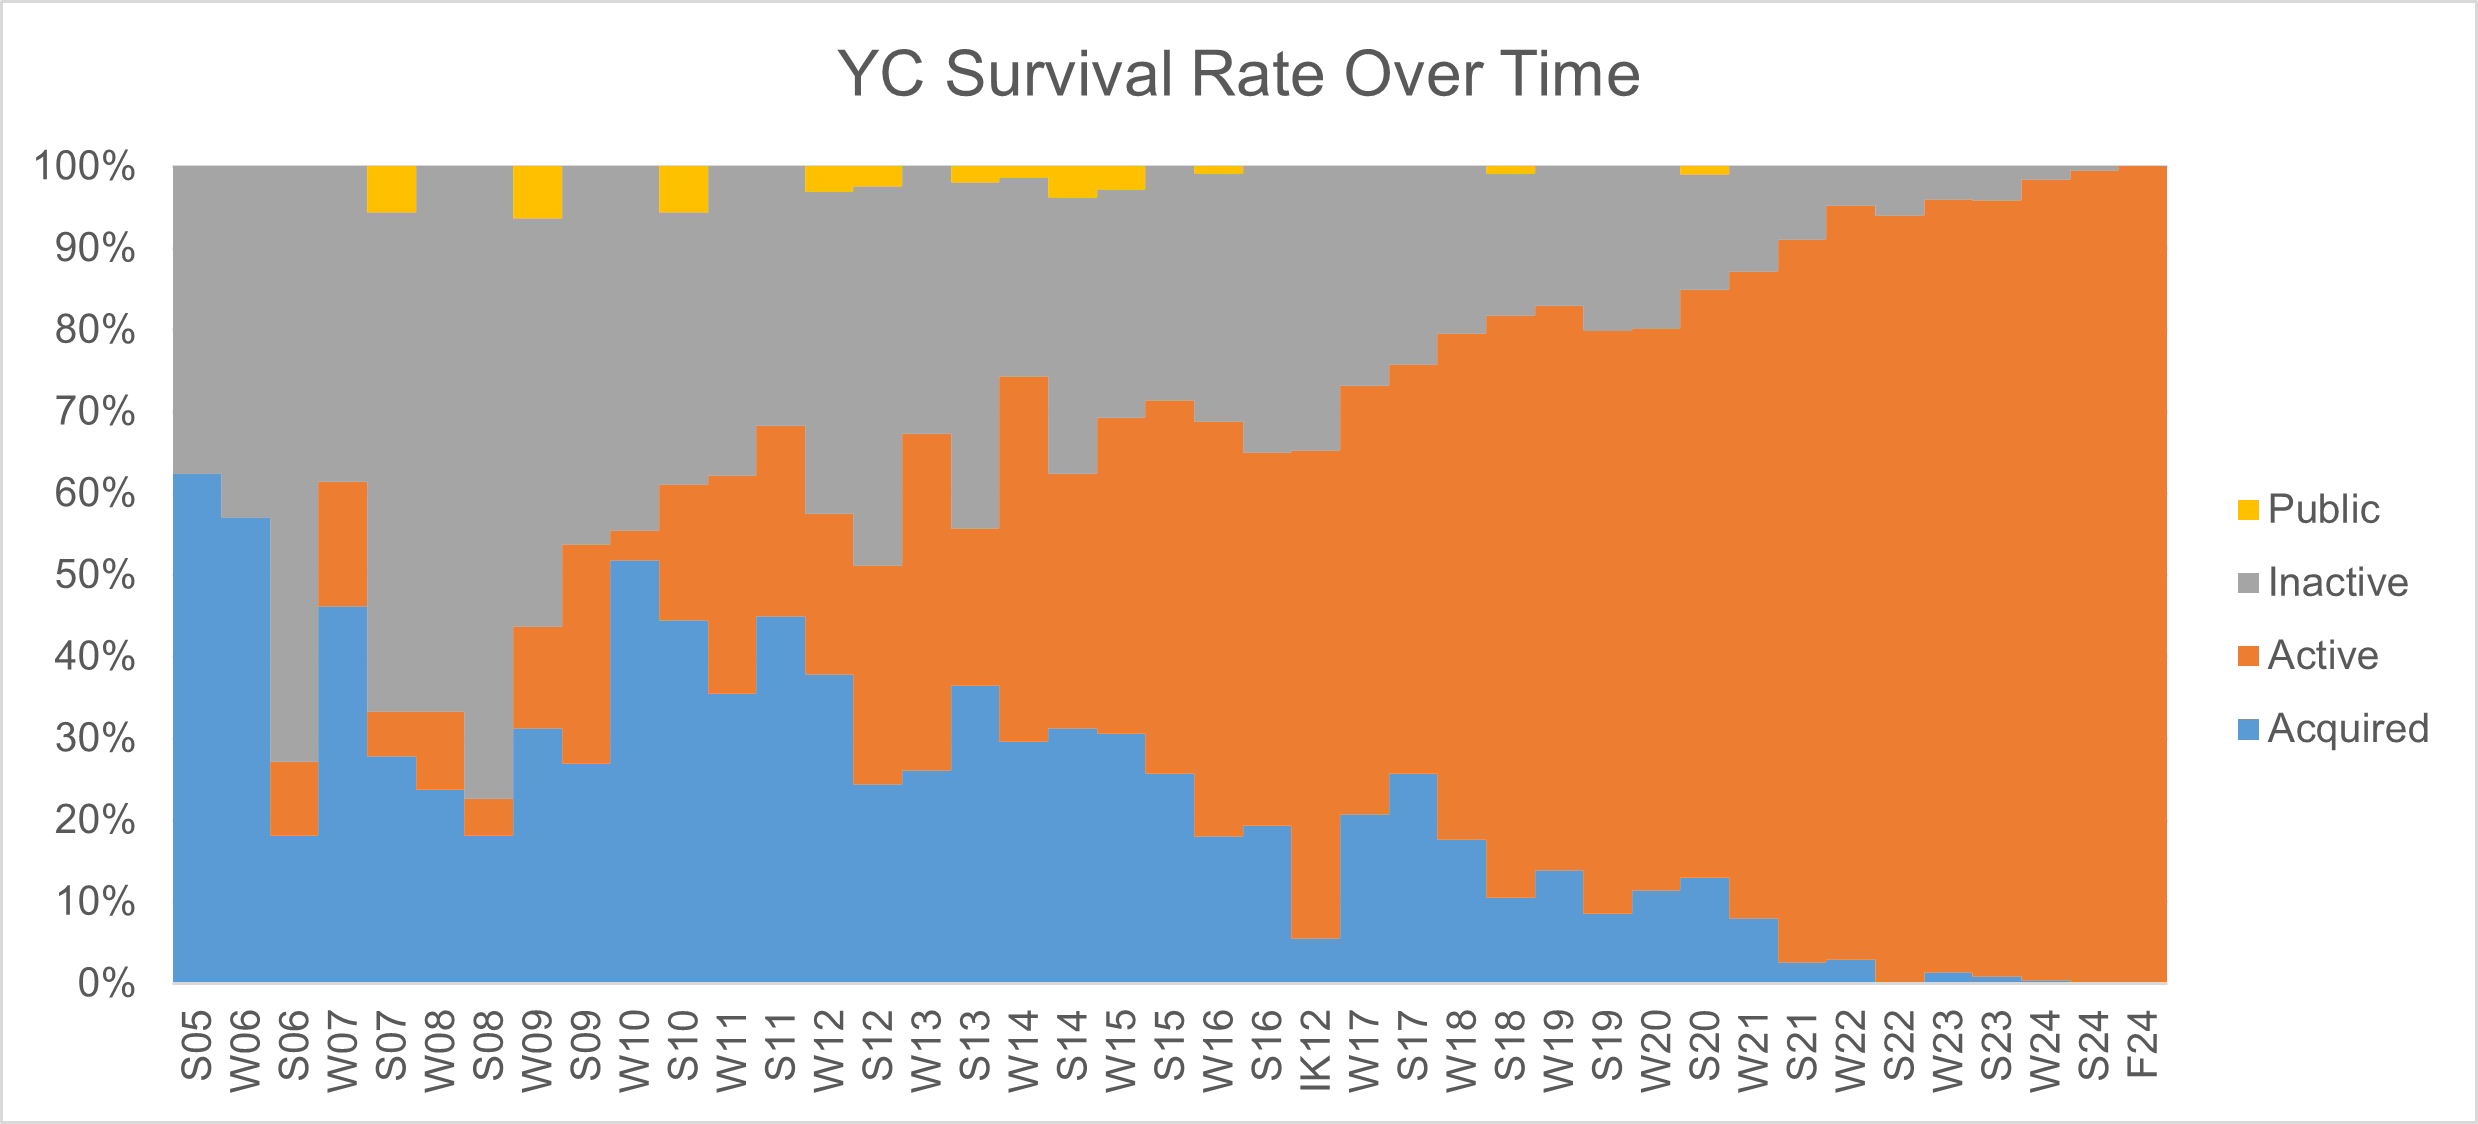 YC Survival Rate Over Time
100%
90%
80%
70%
60%
50%
40%
30%
20%
10%
0%
Public
Inactive
Active
Acquired
S05
W06
S06
W07
S07
W08
S08
W09
S09
W10
S10
W11
S11
W12
S12
W13
S13
W14
S14
W15
S15
W16
S16
IK12
W17
S17
W18
S18
W19
S19
W20
S20
W21
S21
W22
S22
W23
S23
W24
S24
F24